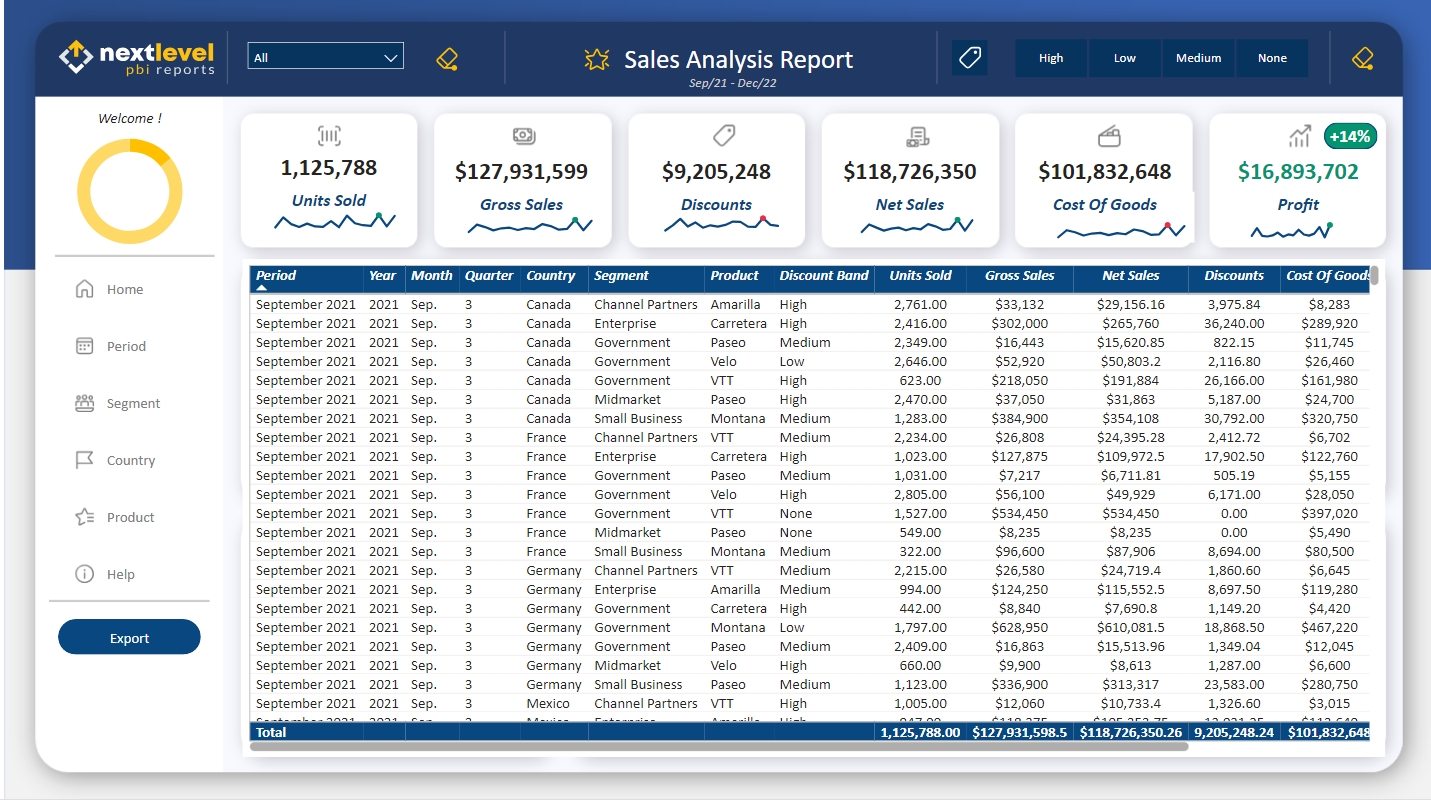 nextlevel
pbi reports
All
Sales Analysis Report
Sep/21 - Dec/22
High Low Medium None
Welcome !
Home
Period
Segment
Country
Product
Help
Export
1,125,788
Units Sold
$127,931,599
Gross Sales
$9,205,248
Discounts
$118,726,350
Net Sales
$101,832,648
Cost Of Goods
+14%
$16,893,702
Profit
Period Year Month Quarter Country Segment Product Discount Band Units Sold Gross Sales Net Sales Discounts Cost Of Goods
September 2021 2021 Sep. 3 Canada Channel Partners Amarilla High 2,761.00 $33,132 $29,156.16 3,975.84 $8,283
September 2021 2021 Sep. 3 Canada Enterprise Carretera High 2,416.00 $302,000 $265,760 36,240.00 $289,920
September 2021 2021 Sep. 3 Canada Government Paseo Medium 2,349.00 $16,443 $15,620.85 822.15 $11,745
September 2021 2021 Sep. 3 Canada Government Velo Low 2,646.00 $52,920 $50,803.2 2,116.80 $26,460
September 2021 2021 Sep. 3 Canada Government VTT High 623.00 $218,050 $191,884 26,166.00 $161,980
September 2021 2021 Sep. 3 Canada Midmarket Paseo High 2,470.00 $37,050 $31,863 5,187.00 $24,700
September 2021 2021 Sep. 3 Canada Small Business Montana Medium 1,283.00 $384,900 $354,108 30,792.00 $320,750
September 2021 2021 Sep. 3 France Channel Partners VTT Medium 2,234.00 $26,808 $24,395.28 2,412.72 $6,702
September 2021 2021 Sep. 3 France Enterprise Carretera High 1,023.00 $127,875 $109,972.5 17,902.50 $122,760
September 2021 2021 Sep. 3 France Government Paseo Medium 1,031.00 $7,217 $6,711.81 505.19 $5,155
September 2021 2021 Sep. 3 France Government Velo High 2,805.00 $56,100 $49,929 6,171.00 $28,050
September 2021 2021 Sep. 3 France Government VTT None 1,527.00 $534,450 $534,450 0.00 $397,020
September 2021 2021 Sep. 3 France Midmarket Paseo None 549.00 $8,235 $8,235 0.00 $5,490
September 2021 2021 Sep. 3 France Small Business Montana Medium 322.00 $96,600 $87,906 8,694.00 $80,500
September 2021 2021 Sep. 3 Germany Channel Partners VTT Medium 2,215.00 $26,580 $24,719.4 1,860.60 $6,645
September 2021 2021 Sep. 3 Germany Enterprise Amarilla Medium 994.00 $124,250 $115,552.5 8,697.50 $119,280
September 2021 2021 Sep. 3 Germany Government Carretera High 442.00 $8,840 $7,690.8 1,149.20 $4,420
September 2021 2021 Sep. 3 Germany Government Montana Low 1,797.00 $628,950 $610,081.5 18,868.50 $467,220
September 2021 2021 Sep. 3 Germany Government Paseo Medium 2,409.00 $16,863 $15,513.96 1,349.04 $12,045
September 2021 2021 Sep. 3 Germany Midmarket Velo High 660.00 $9,900 $8,613 1,287.00 $6,600
September 2021 2021 Sep. 3 Germany Small Business Paseo Medium 1,123.00 $336,900 $313,317 23,583.00 $280,750
September 2021 2021 Sep. 3 Mexico Channel Partners VTT High 1,005.00 $12,060 $10,733.4 1,326.60 $3,015
Total 1,125,788.00 $127,931,598.5 $118,726,350.26 9,205,248.24 $101,832,648